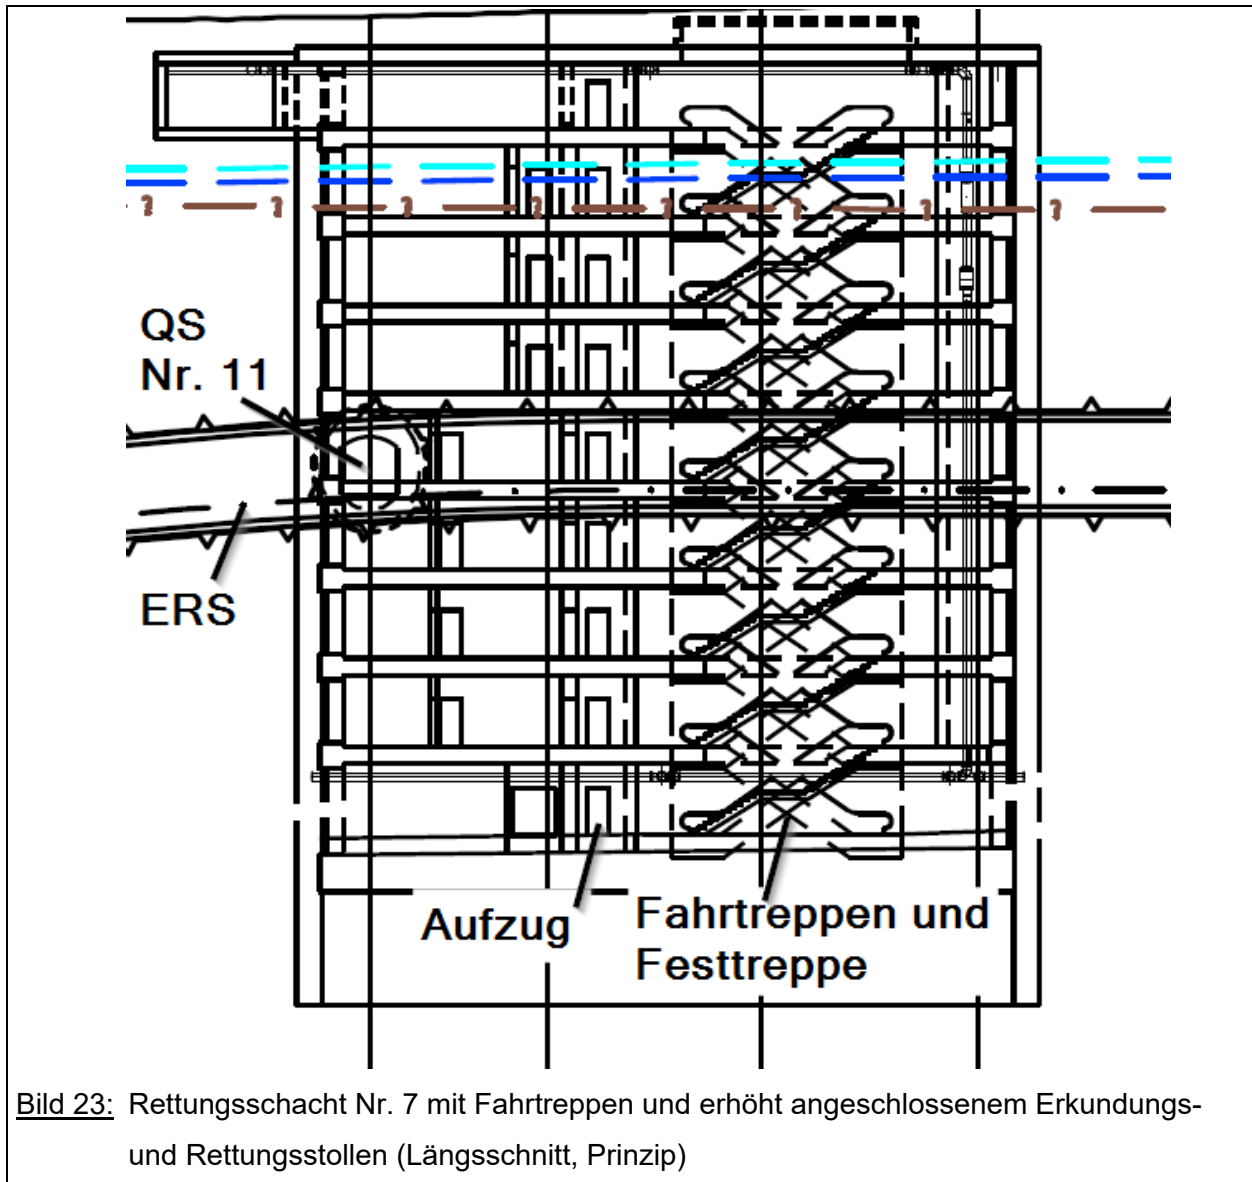 QS
Nr. 11
ERS
? ? ? ? ? ? ? ?
Aufzug
Fahrtreppen und
Festtreppe
Bild 23: Rettungsschacht Nr. 7 mit Fahrtreppen und erhöht angeschlossenem Erkundungs-
und Rettungsstollen (Längsschnitt, Prinzip)